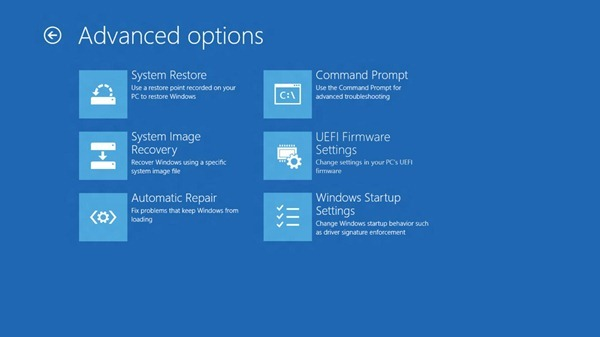 Advanced options
System Restore
Use a restore point recorded on your
PC to restore Windows
Command Prompt
Use the Command Prompt for
advanced troubleshooting
C:\
System Image
Recovery
Recover Windows using a specific
system image file
UEFI Firmware
Settings
Change settings in your PC's UEFI
firmware
Automatic Repair
Fix problems that keep Windows from
loading
Windows Startup
Settings
Change Windows startup behavior such
as driver signature enforcement